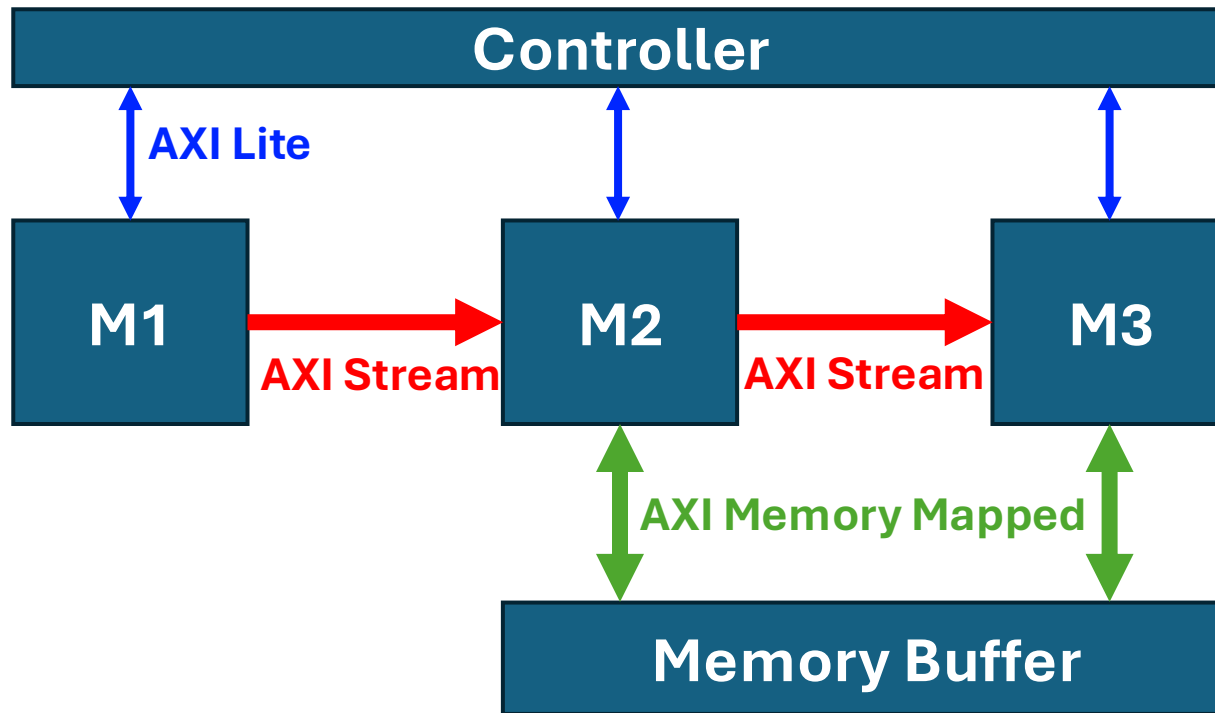 Controller
AXI Lite
M1
M2
M3
AXI Stream
AXI Stream
AXI Memory Mapped
Memory Buffer